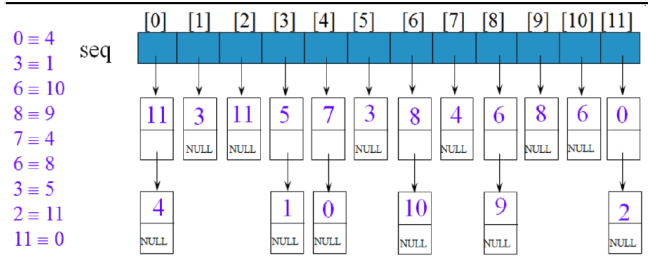 [0] [1] [2] [3] [4] [5] [6] [7] [8] [9] [10] [11]
seq
0 ≡ 4
3 ≡ 1
6 ≡ 10
8 ≡ 9
7 ≡ 4
6 ≡ 8
3 ≡ 5
2 ≡ 11
11 ≡ 0
11 3 11 5 7 3 8 4 6 8 6 0
NULL NULL NULL NULL NULL NULL
4 1 0 10 9 2
NULL NULL NULL NULL NULL NULL